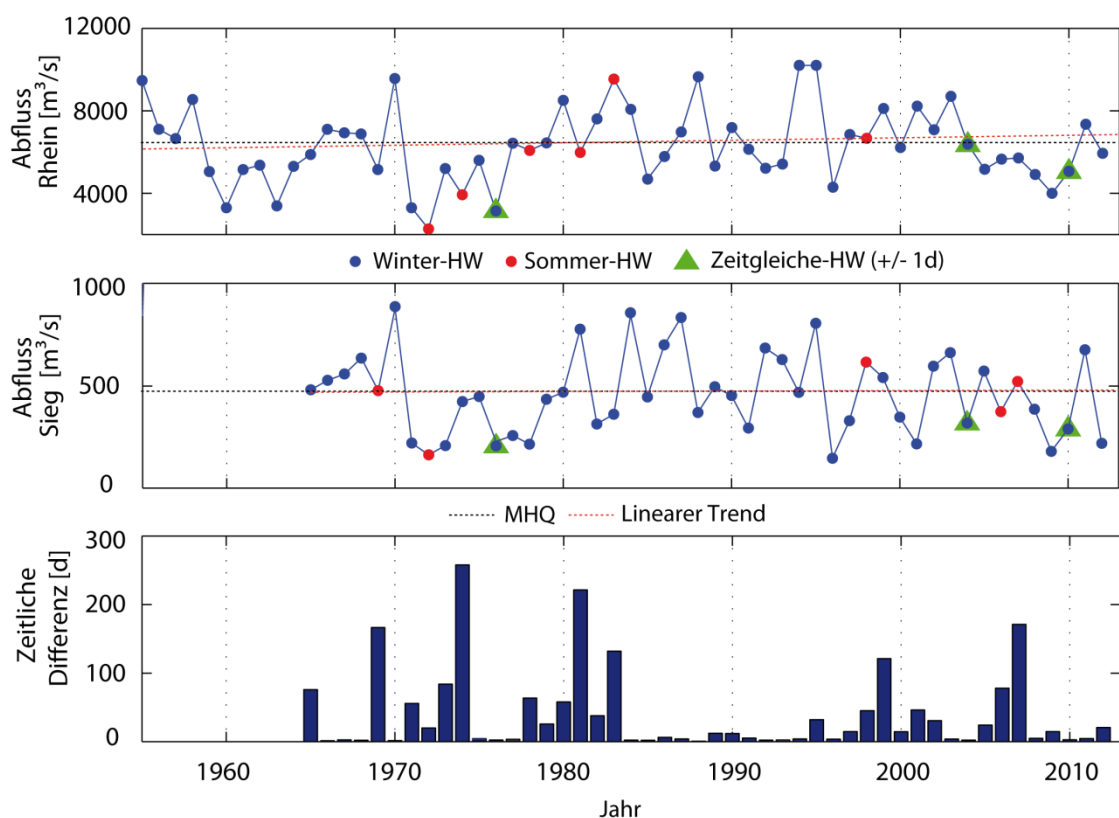 12000
8000
4000
Abfluss
Rhein [m³/s]
Winter-HW
Sommer-HW
Zeitgleiche-HW (+/- 1d)
1000
500
0
Abfluss
Sieg [m³/s]
MHQ
Linearer Trend
300
200
100
0
Zeitliche
Differenz [d]
1960
1970
1980
1990
2000
2010
Jahr